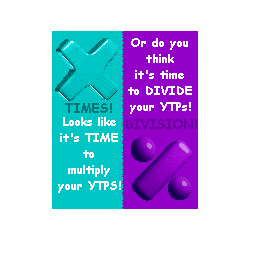 TIMES!
Looks like
it's TIME
to
multiply
your YTPS!
Or do you
think
it's time
to DIVIDE
your YTPs!
DIVISION!